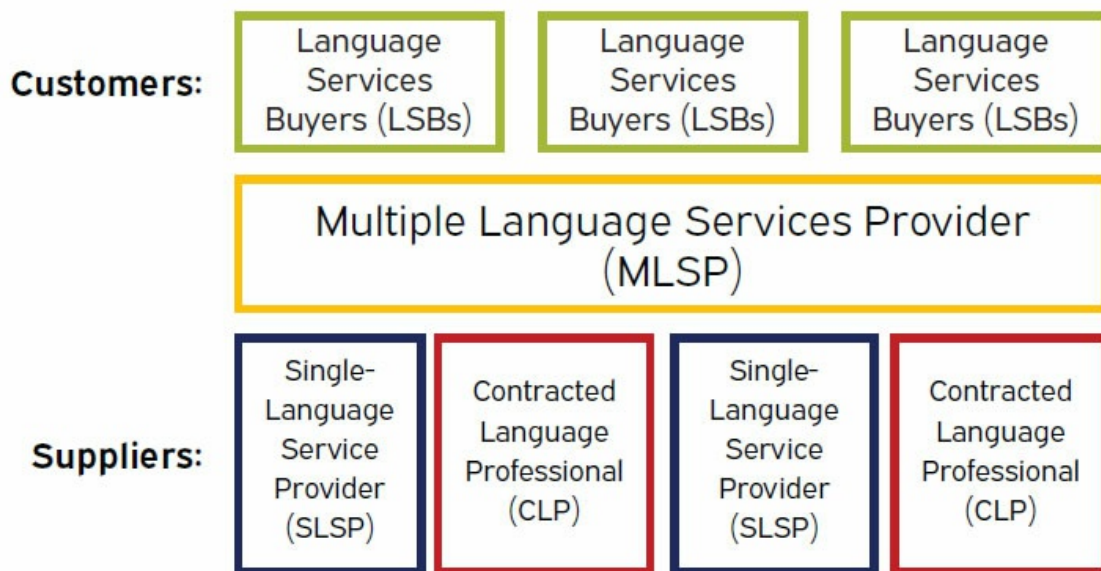 Customers:
Language
Services
Buyers (LSBs)
Language
Services
Buyers (LSBs)
Language
Services
Buyers (LSBs)
Multiple Language Services Provider
(MLSP)
Suppliers:
Single-
Language
Service
Provider
(SLSP)
Contracted
Language
Professional
(CLP)
Single-
Language
Service
Provider
(SLSP)
Contracted
Language
Professional
(CLP)